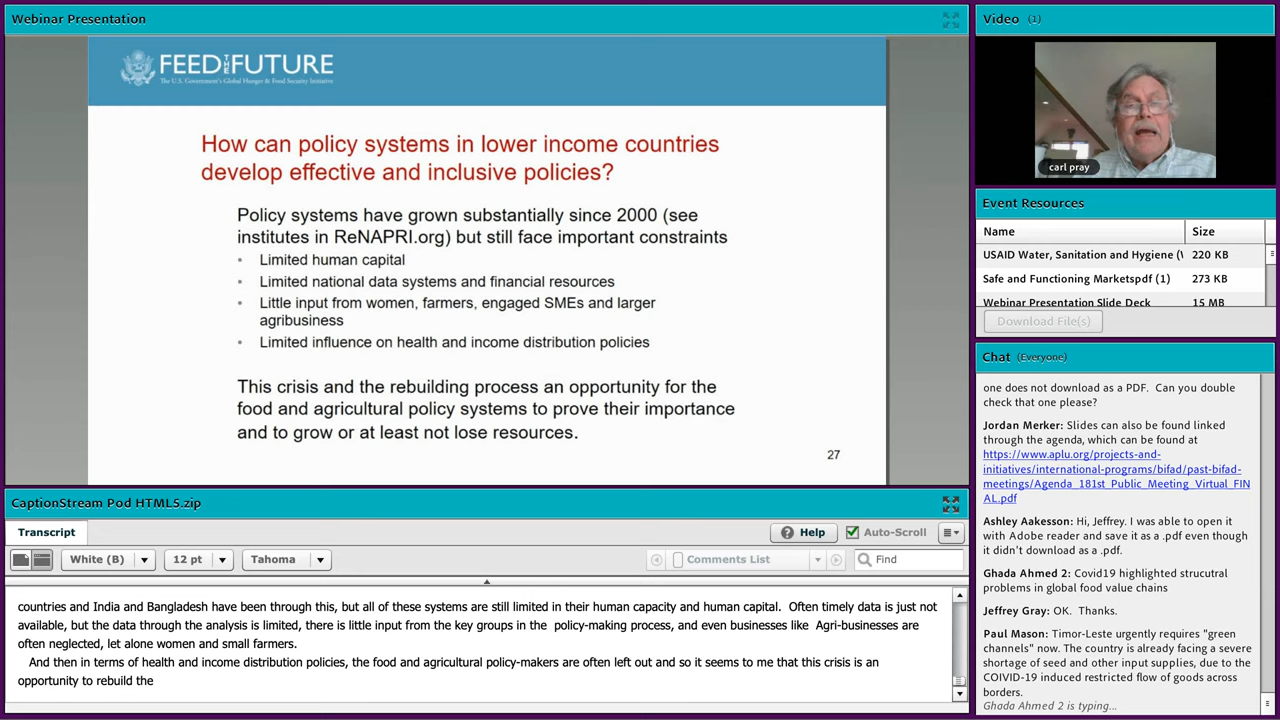 Webinar Presentation
FEED THE FUTURE
The U.S. Government's Global Hunger & Food Security Initiative
How can policy systems in lower income countries
develop effective and inclusive policies?
Policy systems have grown substantially since 2000 (see
institutes in ReNAPRI.org) but still face important constraints
• Limited human capital
• Limited national data systems and financial resources
• Little input from women, farmers, engaged SMEs and larger
agribusiness
• Limited influence on health and income distribution policies
This crisis and the rebuilding process an opportunity for the
food and agricultural policy systems to prove their importance
and to grow or at least not lose resources.
27
CaptionStream Pod HTML5.zip
Transcript
Help
Auto-Scroll
White (B)
12 pt
Tahoma
Comments List
Find
countries and India and Bangladesh have been through this, but all of these systems are still limited in their human capacity and human capital. Often timely data is just not
available, but the data through the analysis is limited, there is little input from the key groups in the policy-making process, and even businesses like Agri-businesses are
often neglected, let alone women and small farmers.
And then in terms of health and income distribution policies, the food and agricultural policy-makers are often left out and so it seems to me that this crisis is an
opportunity to rebuild the
Video (1)
carl pray
Event Resources
Name Size
USAID Water, Sanitation and Hygiene (W 220 KB
Safe and Functioning Marketspdf (1) 273 KB
Webinar Presentation Slide Deck 15 MB
Download File(s)
Chat (Everyone)
one does not download as a PDF. Can you double
check that one please?
Jordan Merker: Slides can also be found linked
through the agenda, which can be found at
https://www.aplu.org/projects-and-
initiatives/international-programs/bifad/past-bifad-
meetings/Agenda_181st_Public_Meeting_Virtual_FIN
AL.pdf
Ashley Aakesson: Hi, Jeffrey. I was able to open it
with Adobe reader and save it as a .pdf even though
it didn't download as a .pdf.
Ghada Ahmed 2: Covid19 highlighted strucutral
problems in global food value chains
Jeffrey Gray: OK. Thanks.
Paul Mason: Timor-Leste urgently requires "green
channels" now. The country is already facing a severe
shortage of seed and other input supplies, due to the
COIVID-19 induced restricted flow of goods across
borders.
Ghada Ahmed 2 is typing...